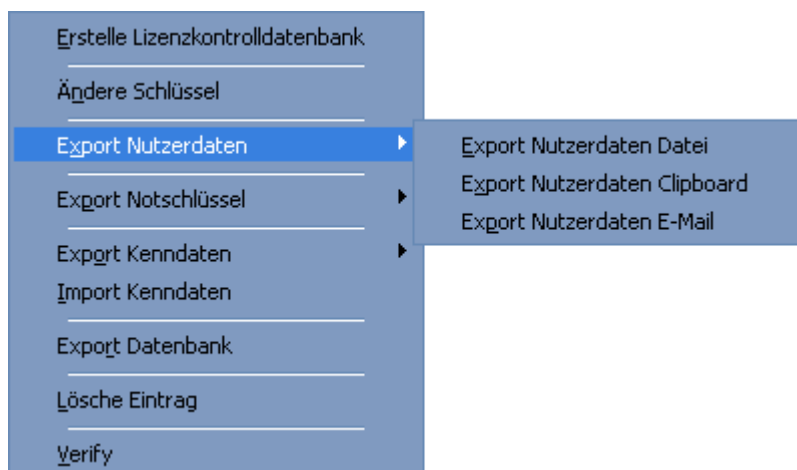 Erstelle Lizenzkontrolldatenbank
Ändere Schlüssel
Export Nutzerdaten
Export Nutzerdaten Datei
Export Nutzerdaten Clipboard
Export Nutzerdaten E-Mail
Export Notschlüssel
Export Kenndaten
Import Kenndaten
Export Datenbank
Lösche Eintrag
Verify